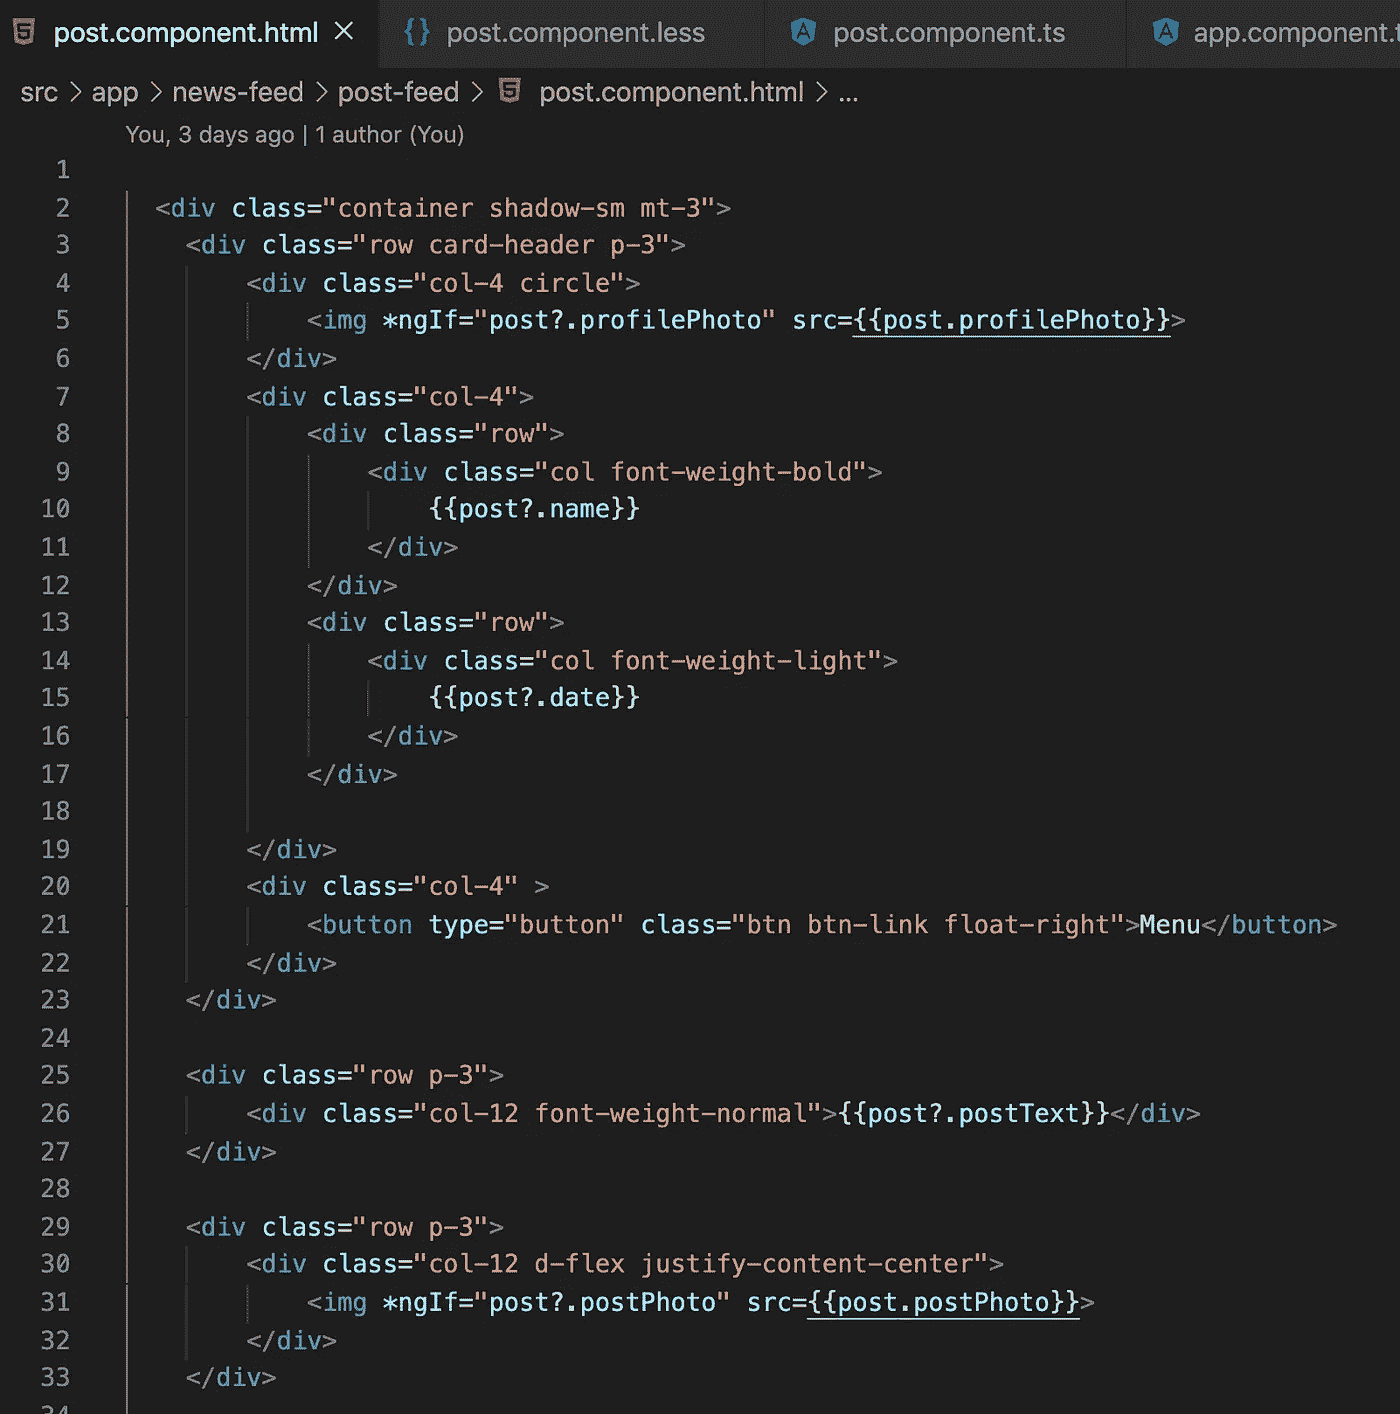 post.component.html × {} post.component.less post.component.ts app.component.t
src > app > news-feed > post-feed > post.component.html > ...
You, 3 days ago | 1 author (You)
1
2 <div class="container shadow-sm mt-3">
3 <div class="row card-header p-3">
4 <div class="col-4 circle">
5 <img *ngIf="post?.profilePhoto" src={{post.profilePhoto}}>
6 </div>
7 <div class="col-4">
8 <div class="row">
9 <div class="col font-weight-bold">
10 {{post?.name}}
11 </div>
12 </div>
13 <div class="row">
14 <div class="col font-weight-light">
15 {{post?.date}}
16 </div>
17 </div>
18
19 </div>
20 <div class="col-4" >
21 <button type="button" class="btn btn-link float-right">Menu</button>
22 </div>
23 </div>
24
25 <div class="row p-3">
26 <div class="col-12 font-weight-normal">{{post?.postText}}</div>
27 </div>
28
29 <div class="row p-3">
30 <div class="col-12 d-flex justify-content-center">
31 <img *ngIf="post?.postPhoto" src={{post.postPhoto}}>
32 </div>
33 </div>
34